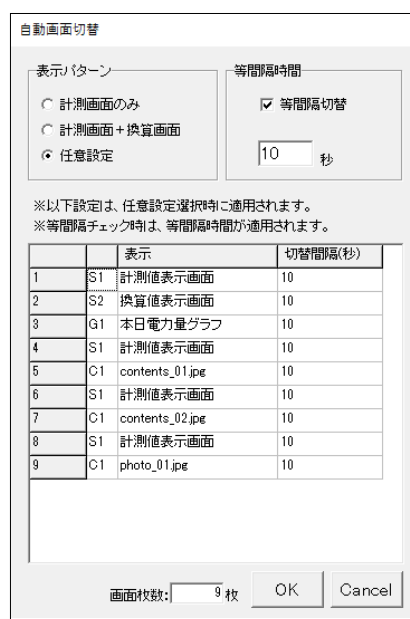 自動画面切替
表示パターン
計測画面のみ
計測画面+換算画面
任意設定
等間隔時間
等間隔切替
10 秒
※以下設定は、任意設定選択時に適用されます。
※等間隔チェック時は、等間隔時間が適用されます。
表示 切替間隔(秒)
1 S1 計測値表示画面 10
2 S2 換算値表示画面 10
3 G1 本日電力量グラフ 10
4 S1 計測値表示画面 10
5 C1 contents_01.jpg 10
6 S1 計測値表示画面 10
7 C1 contents_02.jpg 10
8 S1 計測値表示画面 10
9 C1 photo_01.jpg 10
画面枚数: 9 枚 OK Cancel